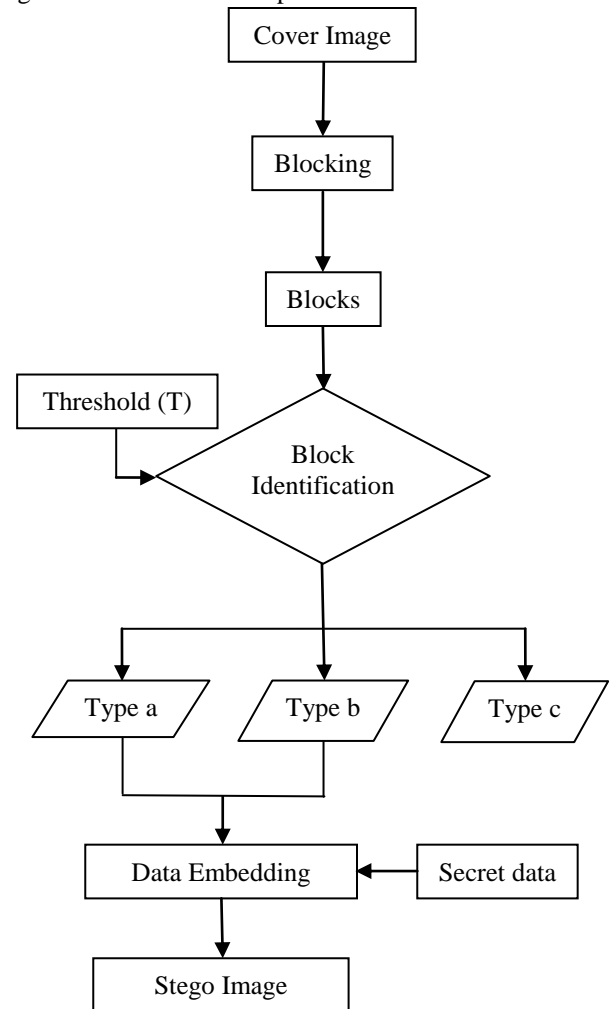 Cover Image
Blocking
Blocks
Threshold (T)
Block
Identification
Type a
Type b
Type c
Data Embedding
Secret data
Stego Image